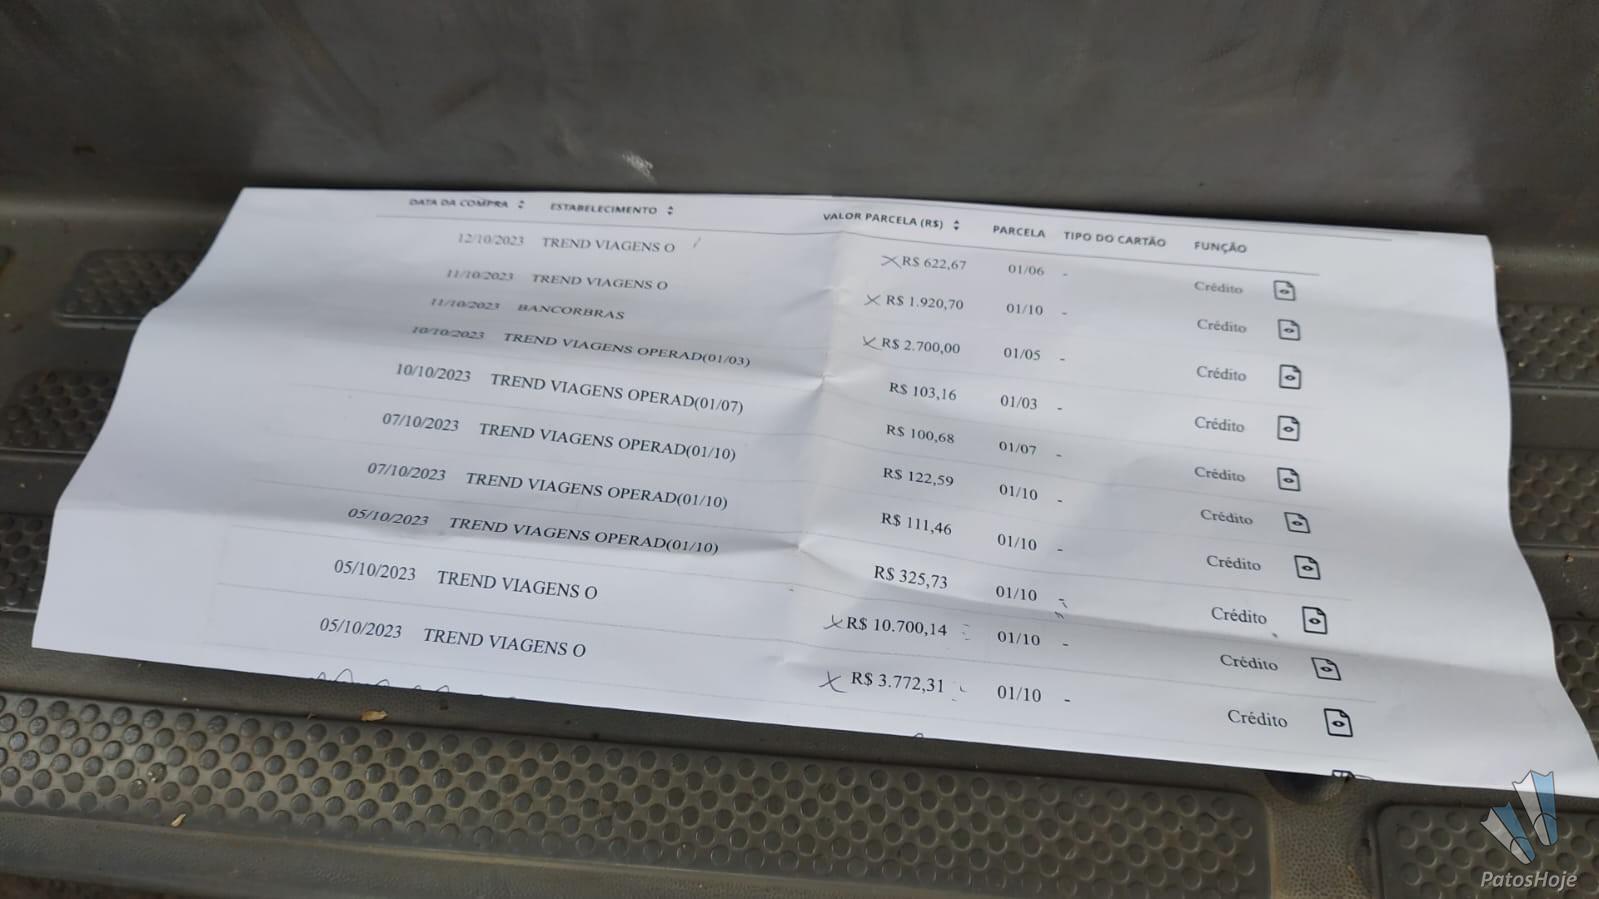 DATA DA COMPRA ESTABELECIMENTO VALOR PARCELA (R$) PARCELA TIPO DO CARTÃO FUNÇÃO
12/10/2023 TREND VIAGENS O R$ 622,67 01/06 - Crédito
11/10/2023 TREND VIAGENS O R$ 1.920,70 01/10 - Crédito
11/10/2023 BANCORBRAS R$ 2.700,00 01/05 - Crédito
10/10/2023 TREND VIAGENS OPERAD(01/03) R$ 103,16 01/03 - Crédito
10/10/2023 TREND VIAGENS OPERAD(01/07) R$ 100,68 01/07 - Crédito
07/10/2023 TREND VIAGENS OPERAD(01/10) R$ 122,59 01/10 - Crédito
07/10/2023 TREND VIAGENS OPERAD(01/10) R$ 111,46 01/10 - Crédito
05/10/2023 TREND VIAGENS OPERAD(01/10) R$ 325,73 01/10 - Crédito
05/10/2023 TREND VIAGENS O R$ 10.700,14 01/10 - Crédito
05/10/2023 TREND VIAGENS O R$ 3.772,31 01/10 - Crédito
PatosHoje